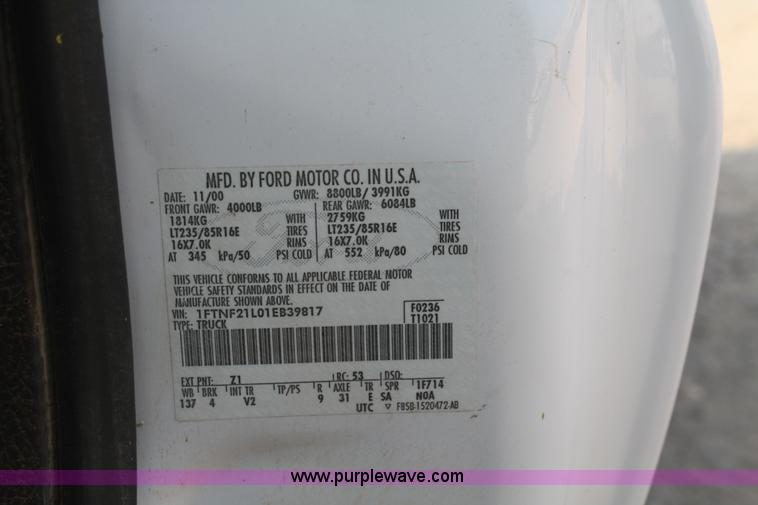 MFD. BY FORD MOTOR CO. IN U.S.A.
DATE: 11/00 GVWR: 8800LB/ 3991KG
FRONT GAWR: 4000LB REAR GAWR: 6084LB
1814KG WITH 2759KG WITH
LT235/85R16E TIRES LT235/85R16E TIRES
16X7.0K RIMS 16X7.0K RIMS
AT 345 kPa/50 PSI COLD AT 552 kPa/80 PSI COLD
THIS VEHICLE CONFORMS TO ALL APPLICABLE FEDERAL MOTOR
VEHICLE SAFETY STANDARDS IN EFFECT ON THE DATE OF
MANUFACTURE SHOWN ABOVE.
VIN: 1FTNF21L01EB39817 F0236
TYPE: TRUCK T1021
EXT PNT: Z1 RC: 53 DSO:
WB BRK INT TR TP/PS R AXLE TR SPR 1F714
137 4 V2 9 31 E SA NOA
UTC ▽ F85B-1520472-AB
www.purplewave.com